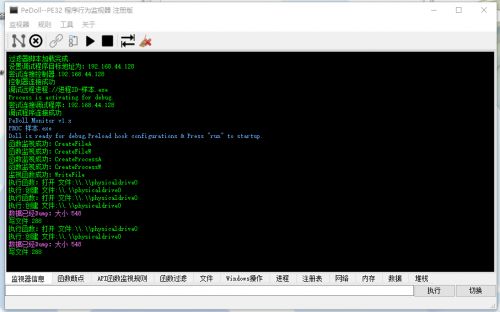 PeDoll--PE32 程序行为监视器 注册版
监视器 规则 工具 关于
过滤器脚本加载完成
设置调试程序目标地址为: 192.168.44.128
尝试连接控制器 192.168.44.128
控制器连接成功
调试远程进程://进程ID-样本.exe
Process is activating for debug
尝试连接调试程序: 192.168.44.128
调试程序连接成功
PeDoll Monitor v1.x
PROC 样本.exe
Doll is ready for debug,Preload hook configurations & Press "run" to startup.
函数监视成功: CreateFileA
函数监视成功: CreateFileW
函数监视成功: CreateProcessA
函数监视成功: CreateProcessW
监视函数成功: WriteFile
执行函数: 打开 文件:\\.\\physicaldrive0
执行:创建 文件:\\.\\physicaldrive0
执行函数: 打开 文件:\\.\\physicaldrive0
执行:创建 文件:\\.\\physicaldrive0
数据已经Dump: 大小 548
写文件 288
执行函数: 打开 文件:\\.\\physicaldrive0
执行:创建 文件:\\.\\physicaldrive0
数据已经Dump: 大小 548
写文件 288
监视器信息 函数断点 API函数监视规则 函数过滤 文件 Windows操作 进程 注册表 网络 内存 数据 堆栈
执行 切换